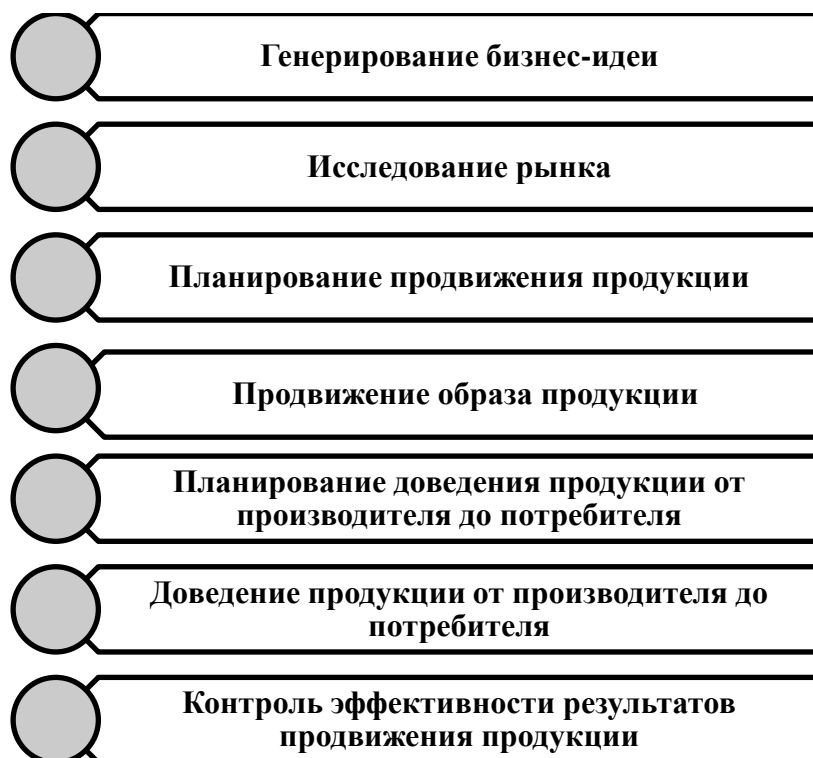 Генерирование бизнес-идеи
Исследование рынка
Планирование продвижения продукции
Продвижение образа продукции
Планирование доведения продукции от
производителя до потребителя
Доведение продукции от производителя до
потребителя
Контроль эффективности результатов
продвижения продукции